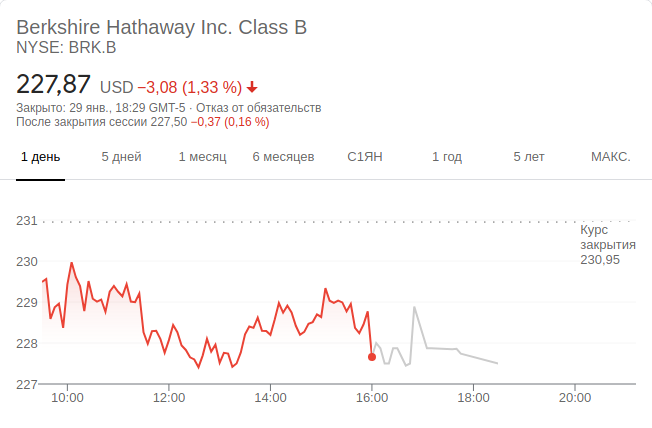 Berkshire Hathaway Inc. Class B
NYSE: BRK.B
227,87 USD −3,08 (1,33 %)
Закрыто: 29 янв., 18:29 GMT-5 · Отказ от обязательств
После закрытия сессии 227,50 −0,37 (0,16 %)
1 день 5 дней 1 месяц 6 месяцев С1ЯН 1 год 5 лет МАКС.
231
Курс
закрытия
230,95
230
229
228
227
10:00 12:00 14:00 16:00 18:00 20:00